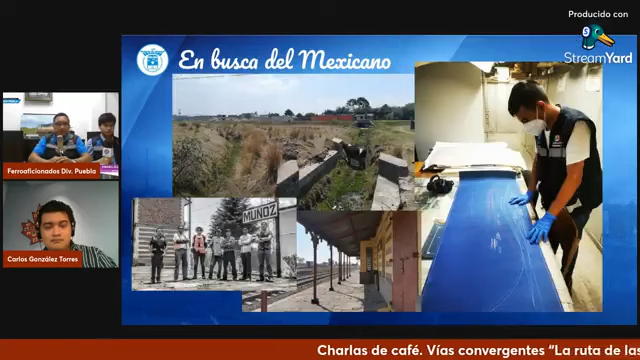 Producido con
StreamYard
En busca del Mexicano
MUÑOZ
Ferroaficionados Div. Puebla
Carlos González Torres
Charlas de café. Vías convergentes “La ruta de las